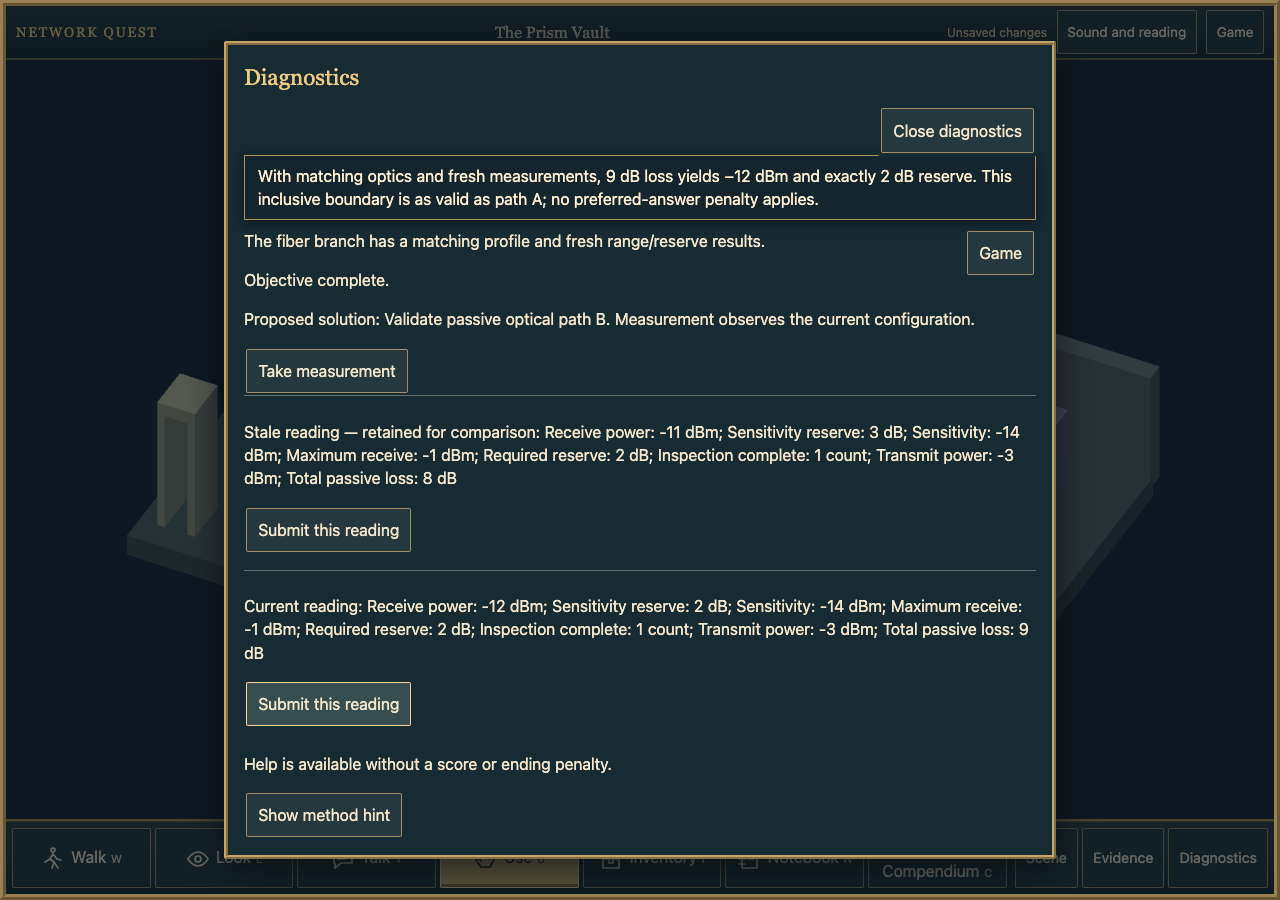 NETWORK QUEST
The Prism Vault
Unsaved changes
Sound and reading
Game
Diagnostics
Close diagnostics
With matching optics and fresh measurements, 9 dB loss yields −12 dBm and exactly 2 dB reserve. This
inclusive boundary is as valid as path A; no preferred-answer penalty applies.
The fiber branch has a matching profile and fresh range/reserve results.
Game
Objective complete.
Proposed solution: Validate passive optical path B. Measurement observes the current configuration.
Take measurement
Stale reading — retained for comparison: Receive power: -11 dBm; Sensitivity reserve: 3 dB; Sensitivity: -14
dBm; Maximum receive: -1 dBm; Required reserve: 2 dB; Inspection complete: 1 count; Transmit power: -3
dBm; Total passive loss: 8 dB
Submit this reading
Current reading: Receive power: -12 dBm; Sensitivity reserve: 2 dB; Sensitivity: -14 dBm; Maximum receive:
-1 dBm; Required reserve: 2 dB; Inspection complete: 1 count; Transmit power: -3 dBm; Total passive loss: 9
dB
Submit this reading
Help is available without a score or ending penalty.
Show method hint
Walk W
Look L
Talk T
Use U
Inventory I
Notebook N
Compendium C
Scene
Evidence
Diagnostics